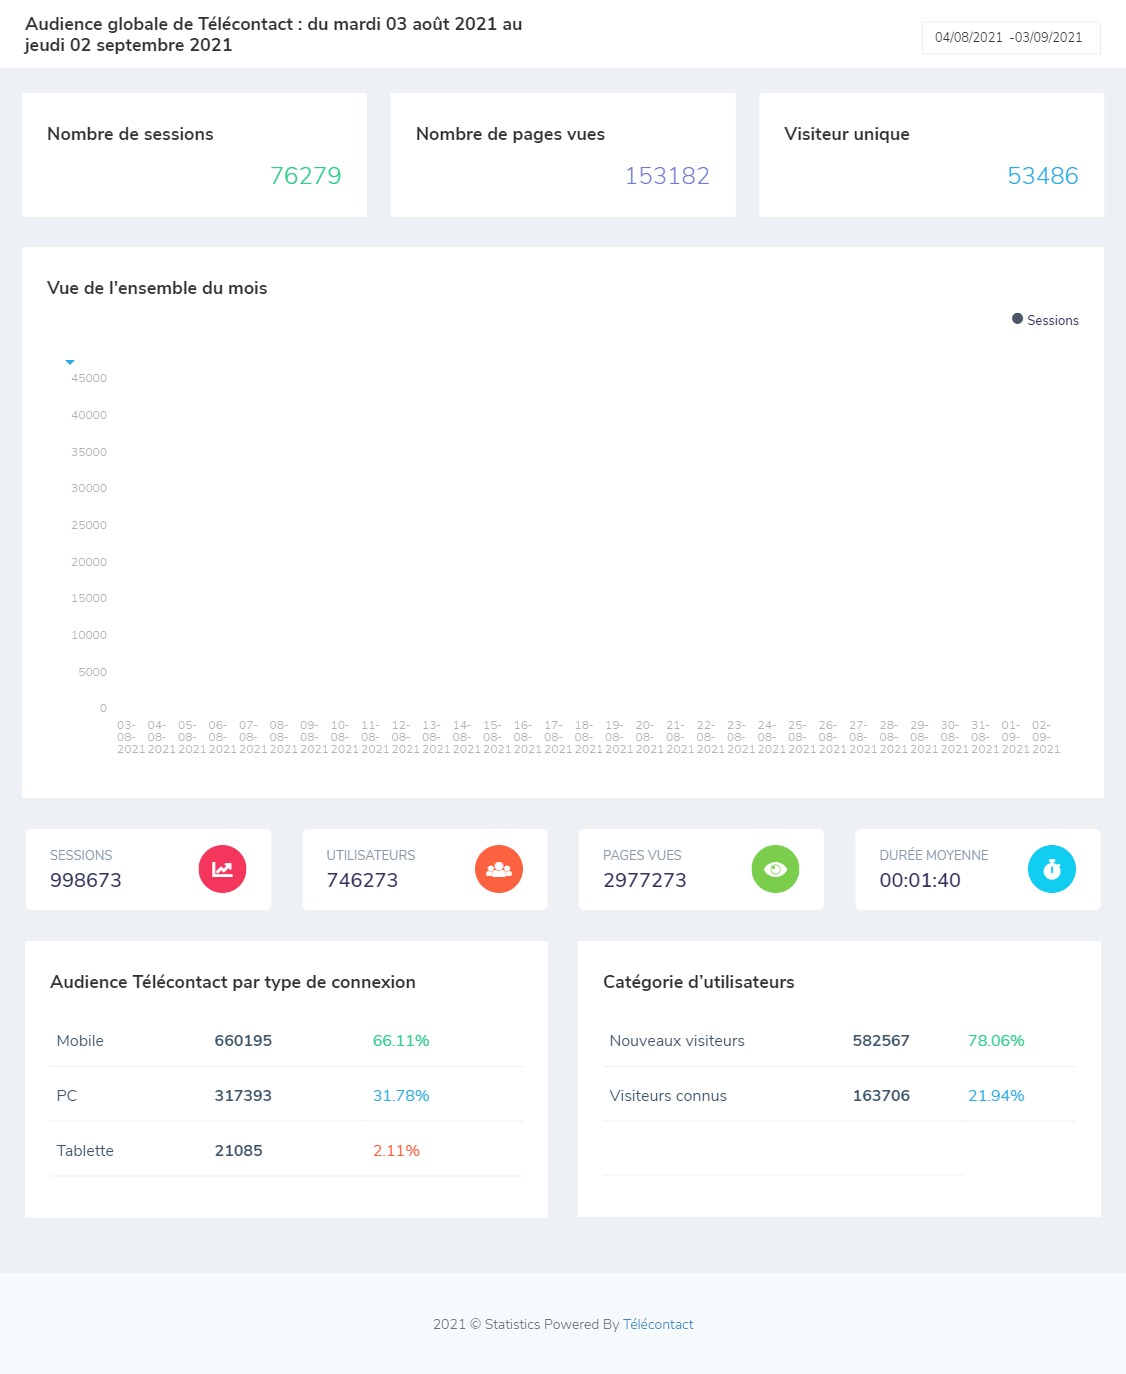 Audience globale de Télécontact : du mardi 03 août 2021 au
jeudi 02 septembre 2021
04/08/2021 -03/09/2021
Nombre de sessions
76279
Nombre de pages vues
153182
Visiteur unique
53486
Vue de l'ensemble du mois
Sessions
45000
40000
35000
30000
25000
20000
15000
10000
5000
0
03- 04- 05- 06- 07- 08- 09- 10- 11- 12- 13- 14- 15- 16- 17- 18- 19- 20- 21- 22- 23- 24- 25- 26- 27- 28- 29- 30- 31- 01- 02-
08- 08- 08- 08- 08- 08- 08- 08- 08- 08- 08- 08- 08- 08- 08- 08- 08- 08- 08- 08- 08- 08- 08- 08- 08- 08- 08- 08- 08- 09- 09-
2021 2021 2021 2021 2021 2021 2021 2021 2021 2021 2021 2021 2021 2021 2021 2021 2021 2021 2021 2021 2021 2021 2021 2021 2021 2021 2021 2021 2021 2021 2021
SESSIONS
998673
UTILISATEURS
746273
PAGES VUES
2977273
DURÉE MOYENNE
00:01:40
Audience Télécontact par type de connexion
Mobile 660195 66.11%
PC 317393 31.78%
Tablette 21085 2.11%
Catégorie d’utilisateurs
Nouveaux visiteurs 582567 78.06%
Visiteurs connus 163706 21.94%
2021 © Statistics Powered By Télécontact